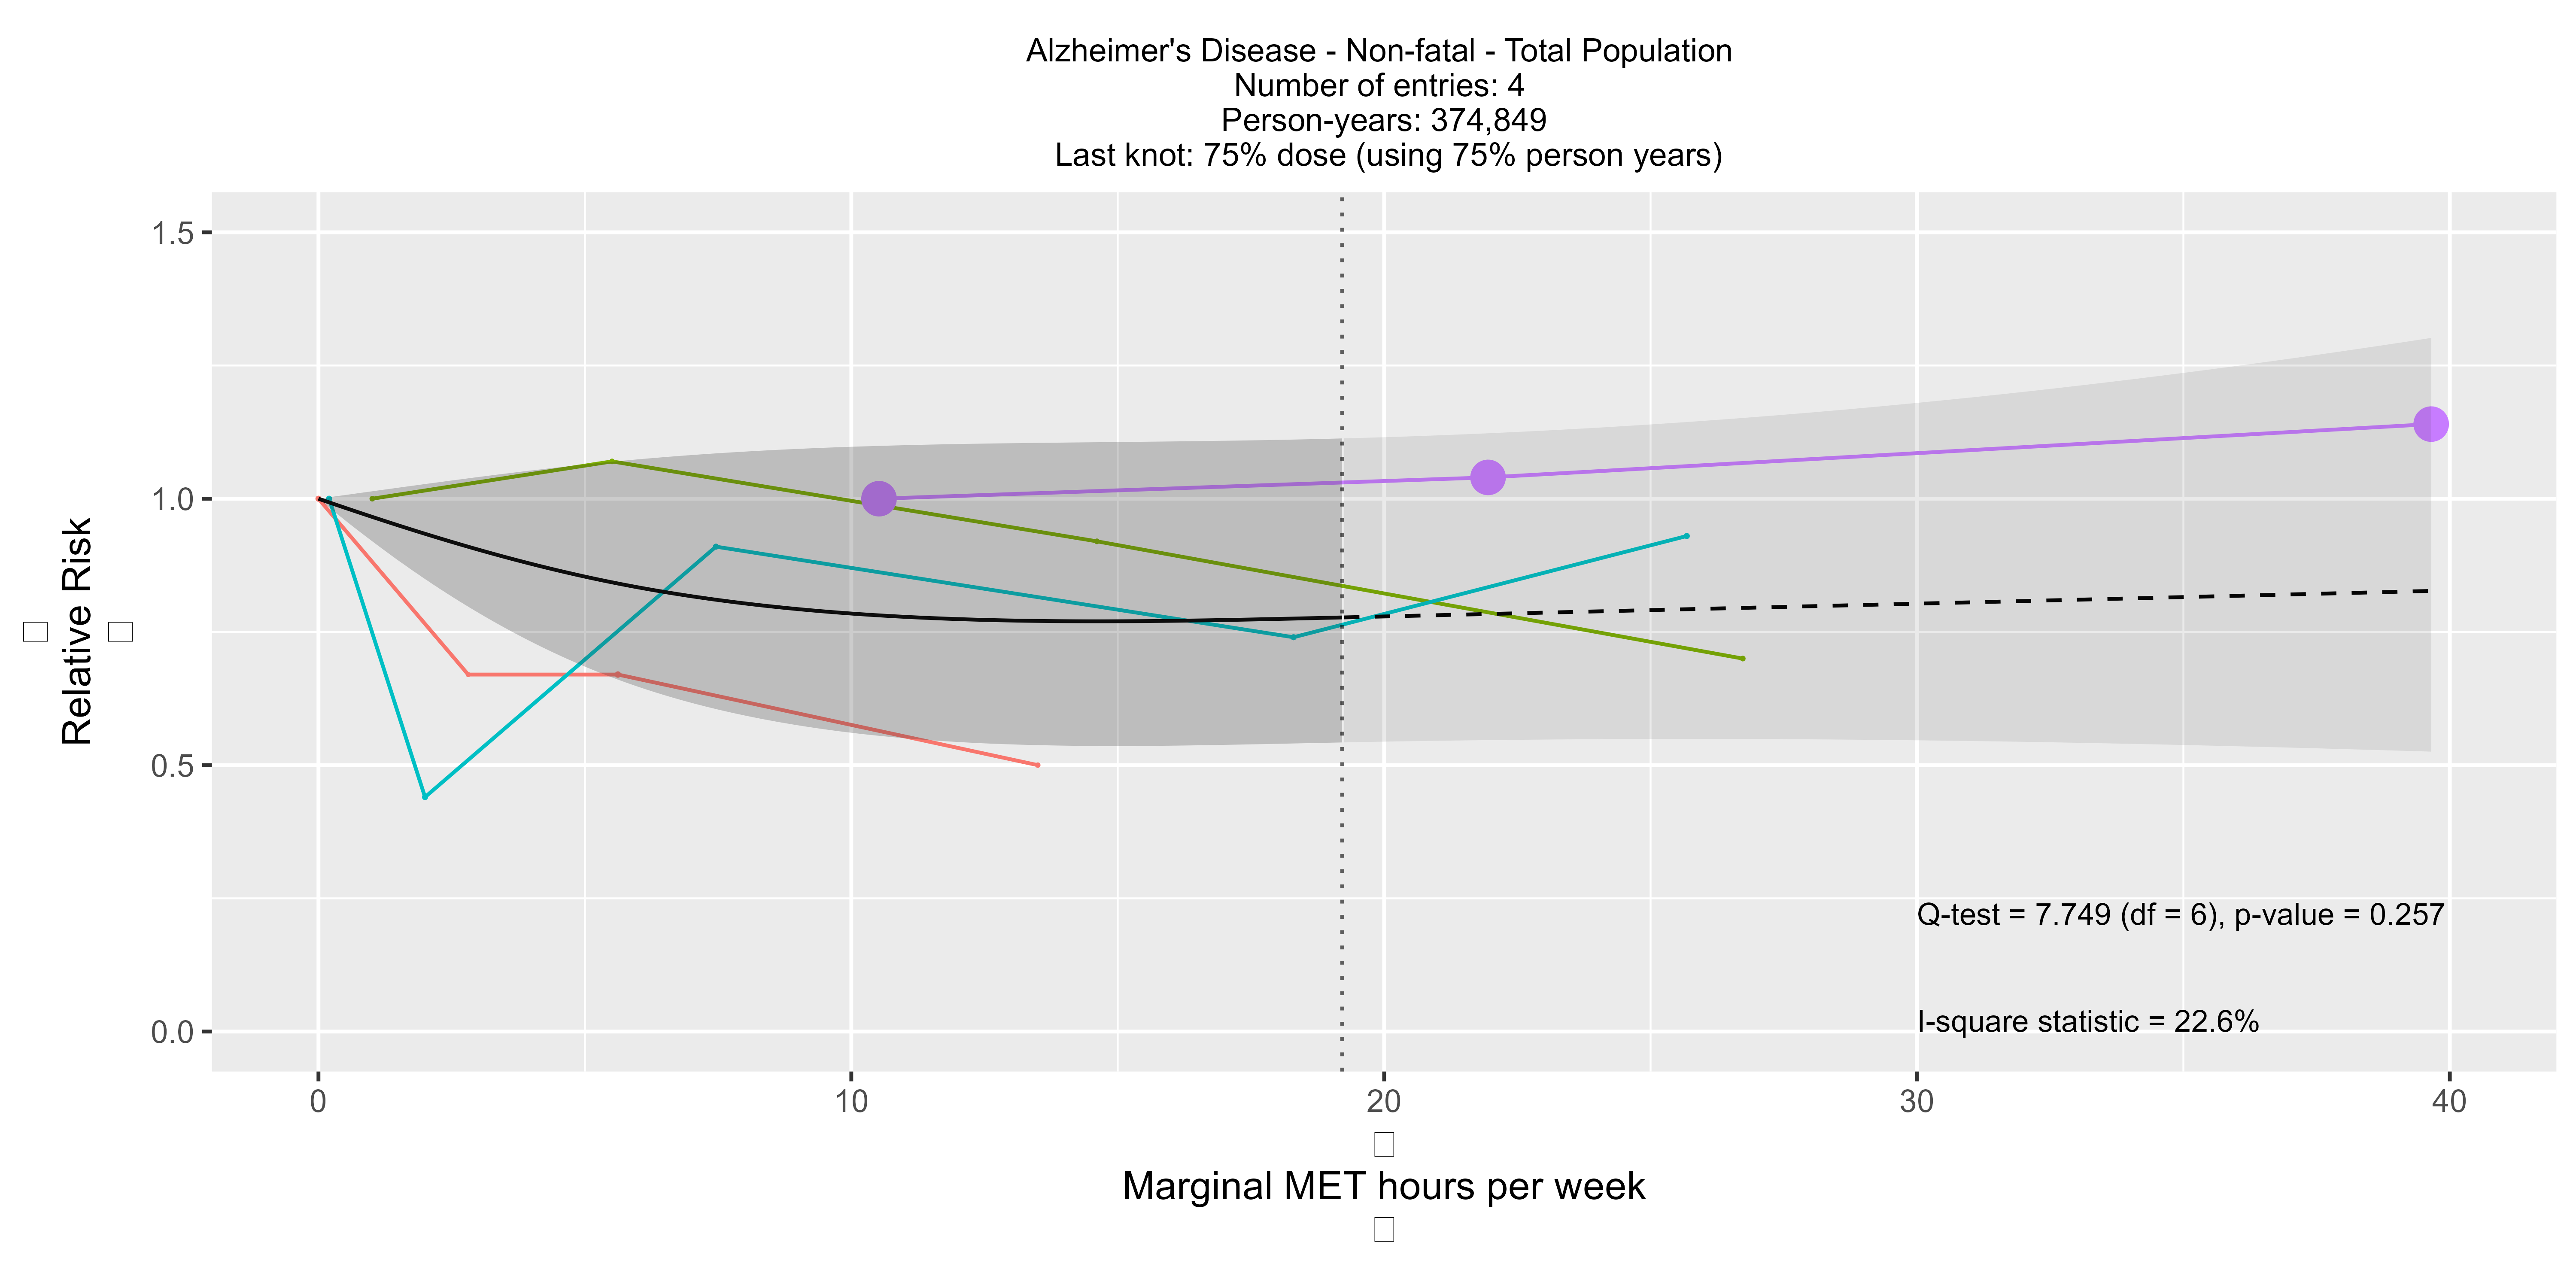 Alzheimer's Disease - Non-fatal - Total Population
Number of entries: 4
Person-years: 374,849
Last knot: 75% dose (using 75% person years)
1.5
1.0
0.5
0.0
Relative Risk
Q-test = 7.749 (df = 6), p-value = 0.257
I-square statistic = 22.6%
0 10 20 30 40
Marginal MET hours per week